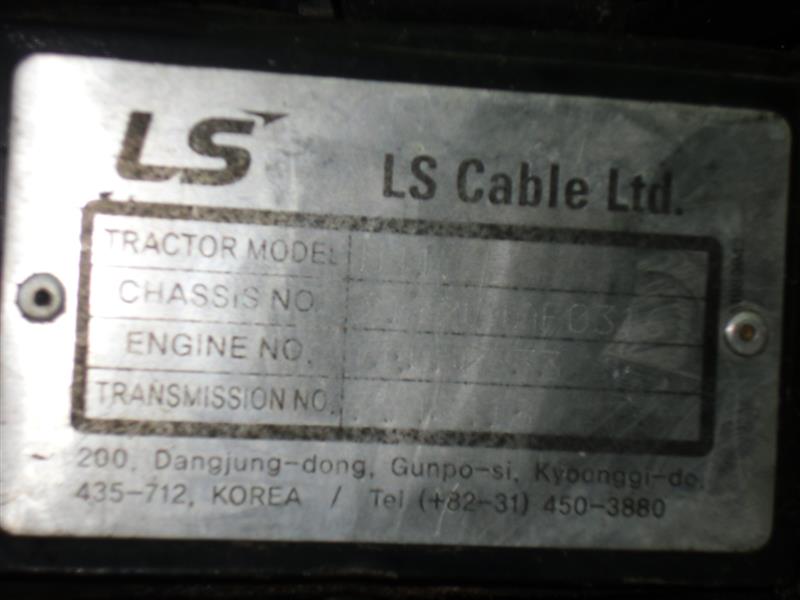 LS
LS Cable Ltd.
TRACTOR MODEL
CHASSIS NO
ENGINE NO.
TRANSMISSION NO.
200, Dangjung-dong, Gunpo-si, Kyoonggi-do,
435-712, KOREA / Tel (+82-31) 450-3880